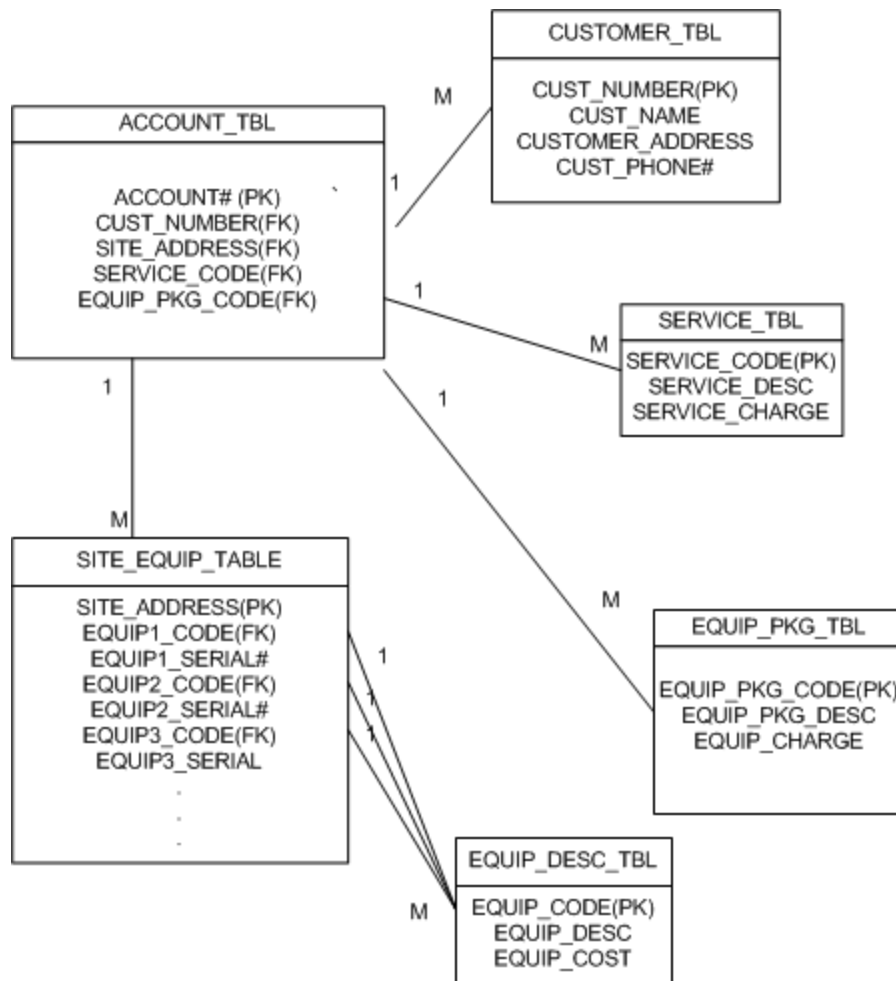 CUSTOMER_TBL
CUST_NUMBER(PK)
CUST_NAME
CUSTOMER_ADDRESS
CUST_PHONE#
M
1
ACCOUNT_TBL
ACCOUNT# (PK) `
CUST_NUMBER(FK)
SITE_ADDRESS(FK)
SERVICE_CODE(FK)
EQUIP_PKG_CODE(FK)
1
M
SERVICE_TBL
SERVICE_CODE(PK)
SERVICE_DESC
SERVICE_CHARGE
1
M
1
M
SITE_EQUIP_TABLE
SITE_ADDRESS(PK)
EQUIP1_CODE(FK)
EQUIP1_SERIAL#
EQUIP2_CODE(FK)
EQUIP2_SERIAL#
EQUIP3_CODE(FK)
EQUIP3_SERIAL
.
.
.
1
1
1
M
EQUIP_PKG_TBL
EQUIP_PKG_CODE(PK)
EQUIP_PKG_DESC
EQUIP_CHARGE
EQUIP_DESC_TBL
EQUIP_CODE(PK)
EQUIP_DESC
EQUIP_COST